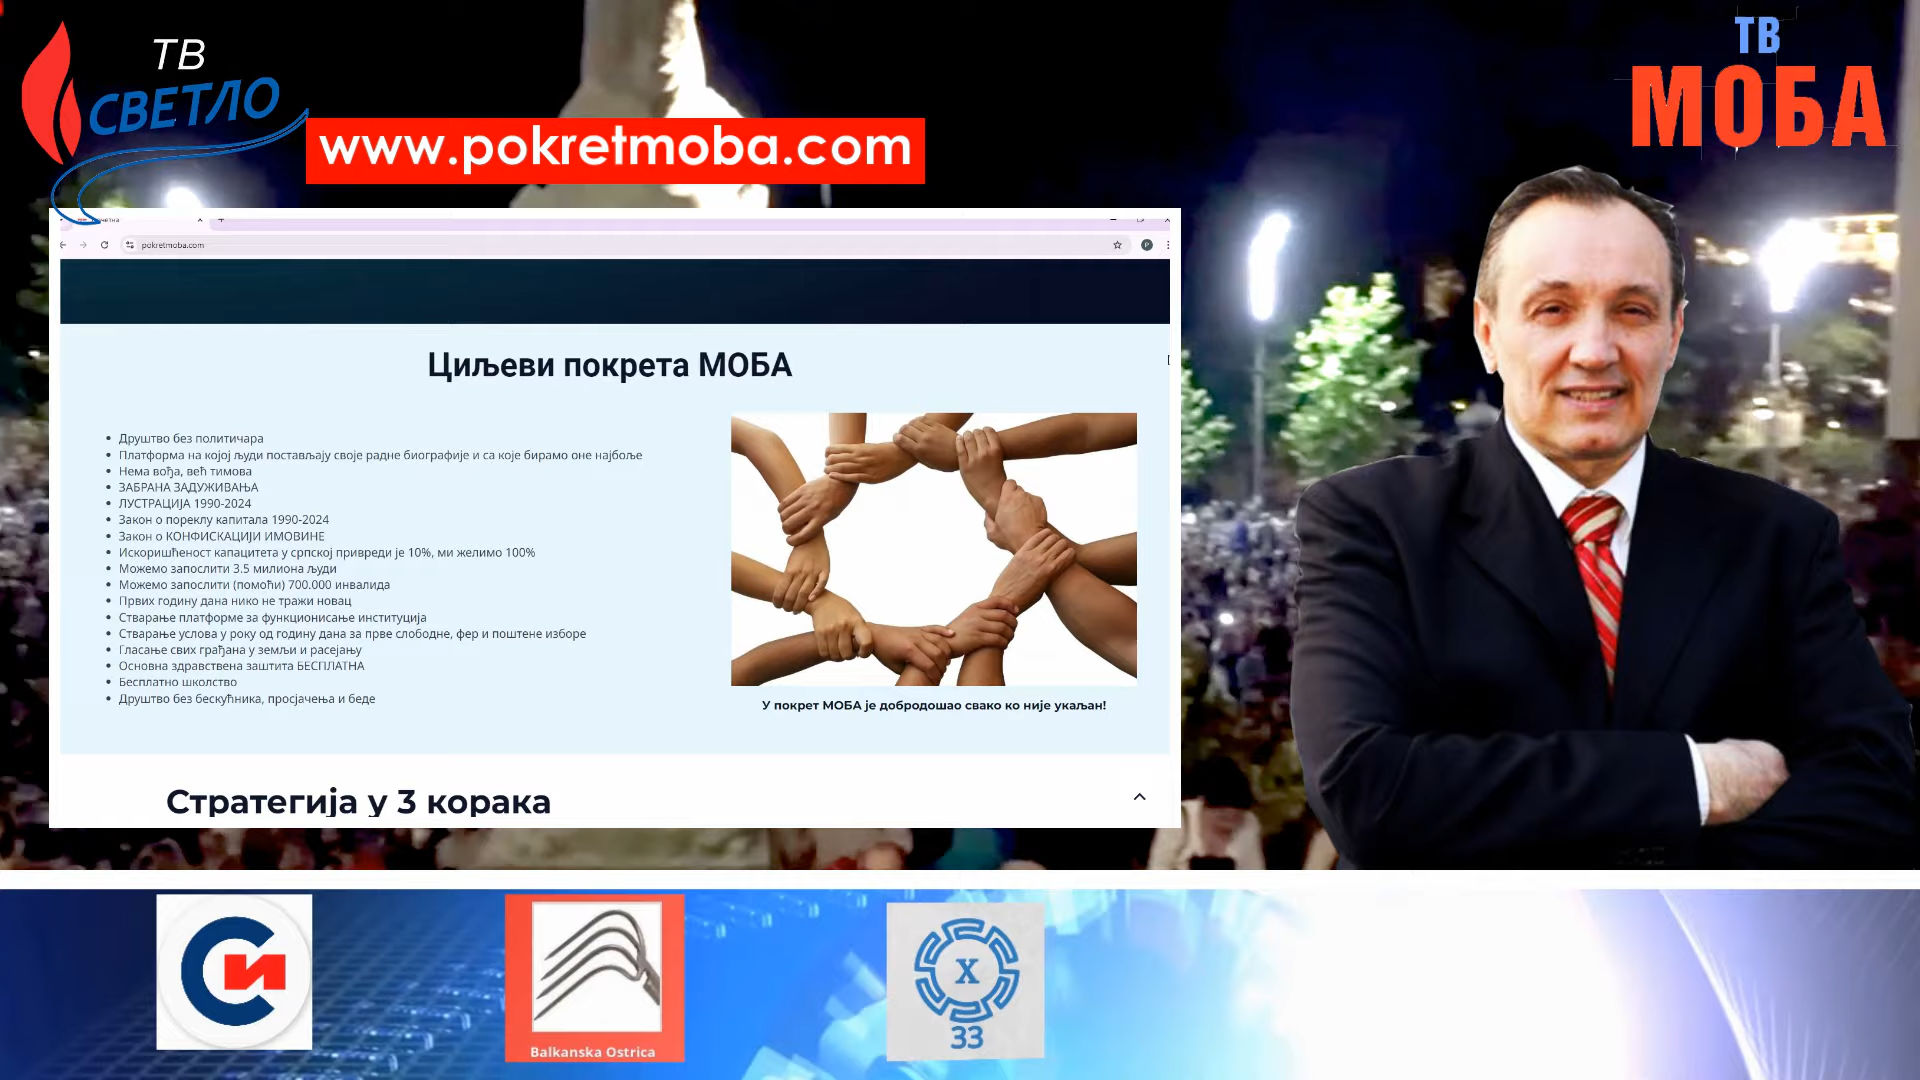 ТВ
СВЕТЛО
www.pokretmoba.com
ТВ
МОБА
pokretmoba.com
P
Циљеви покрета МОБА
Друштво без политичара
Платформа на којој људи постављају своје радне биографије и са које бирамо оне најбоље
Нема вођа, већ тимова
ЗАБРАНА ЗАДУЖИВАЊА
ЛУСТРАЦИЈА 1990-2024
Закон о пореклу капитала 1990-2024
Закон о КОНФИСКАЦИЈИ ИМОВИНЕ
Искоришћеност капацитета у српској привреди је 10%, ми желимо 100%
Можемо запослити 3.5 милиона људи
Можемо запослити (помоћи) 700.000 инвалида
Првих годину дана нико не тражи новац
Стварање платформе за функционисање институција
Стварање услова у року од годину дана за прве слободне, фер и поштене изборе
Гласање свих грађана у земљи и расејању
Основна здравствена заштита БЕСПЛАТНА
Бесплатно школство
Друштво без бескућника, просјачења и беде
У покрет МОБА је добродошао свако ко није укаљан!
Стратегија у 3 корака
С И
Balkanska Ostrica
X
33